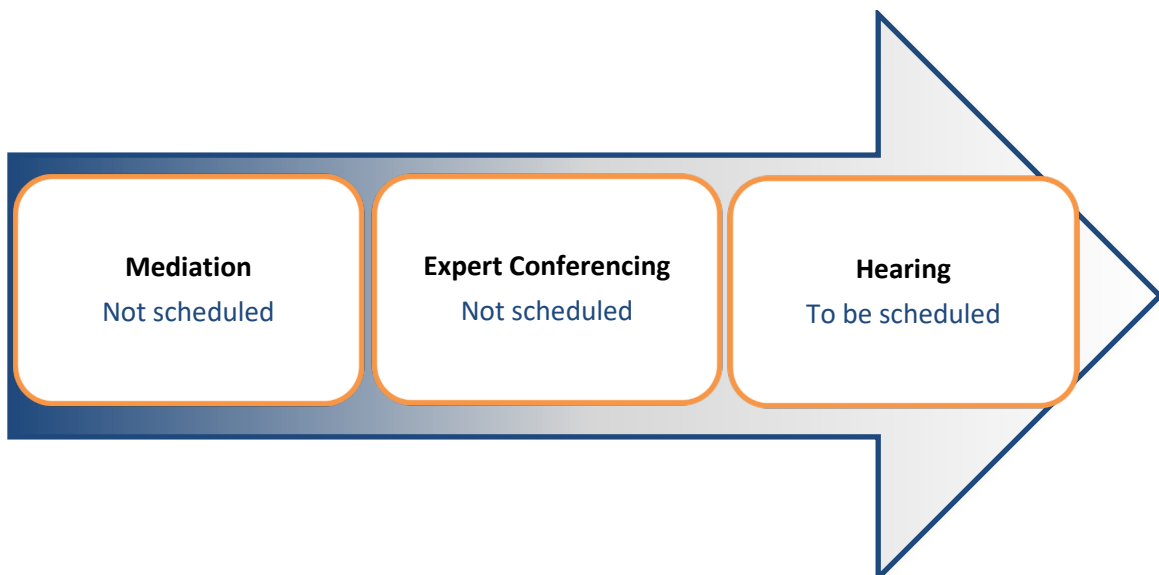 Mediation
Not scheduled
Expert Conferencing
Not scheduled
Hearing
To be scheduled